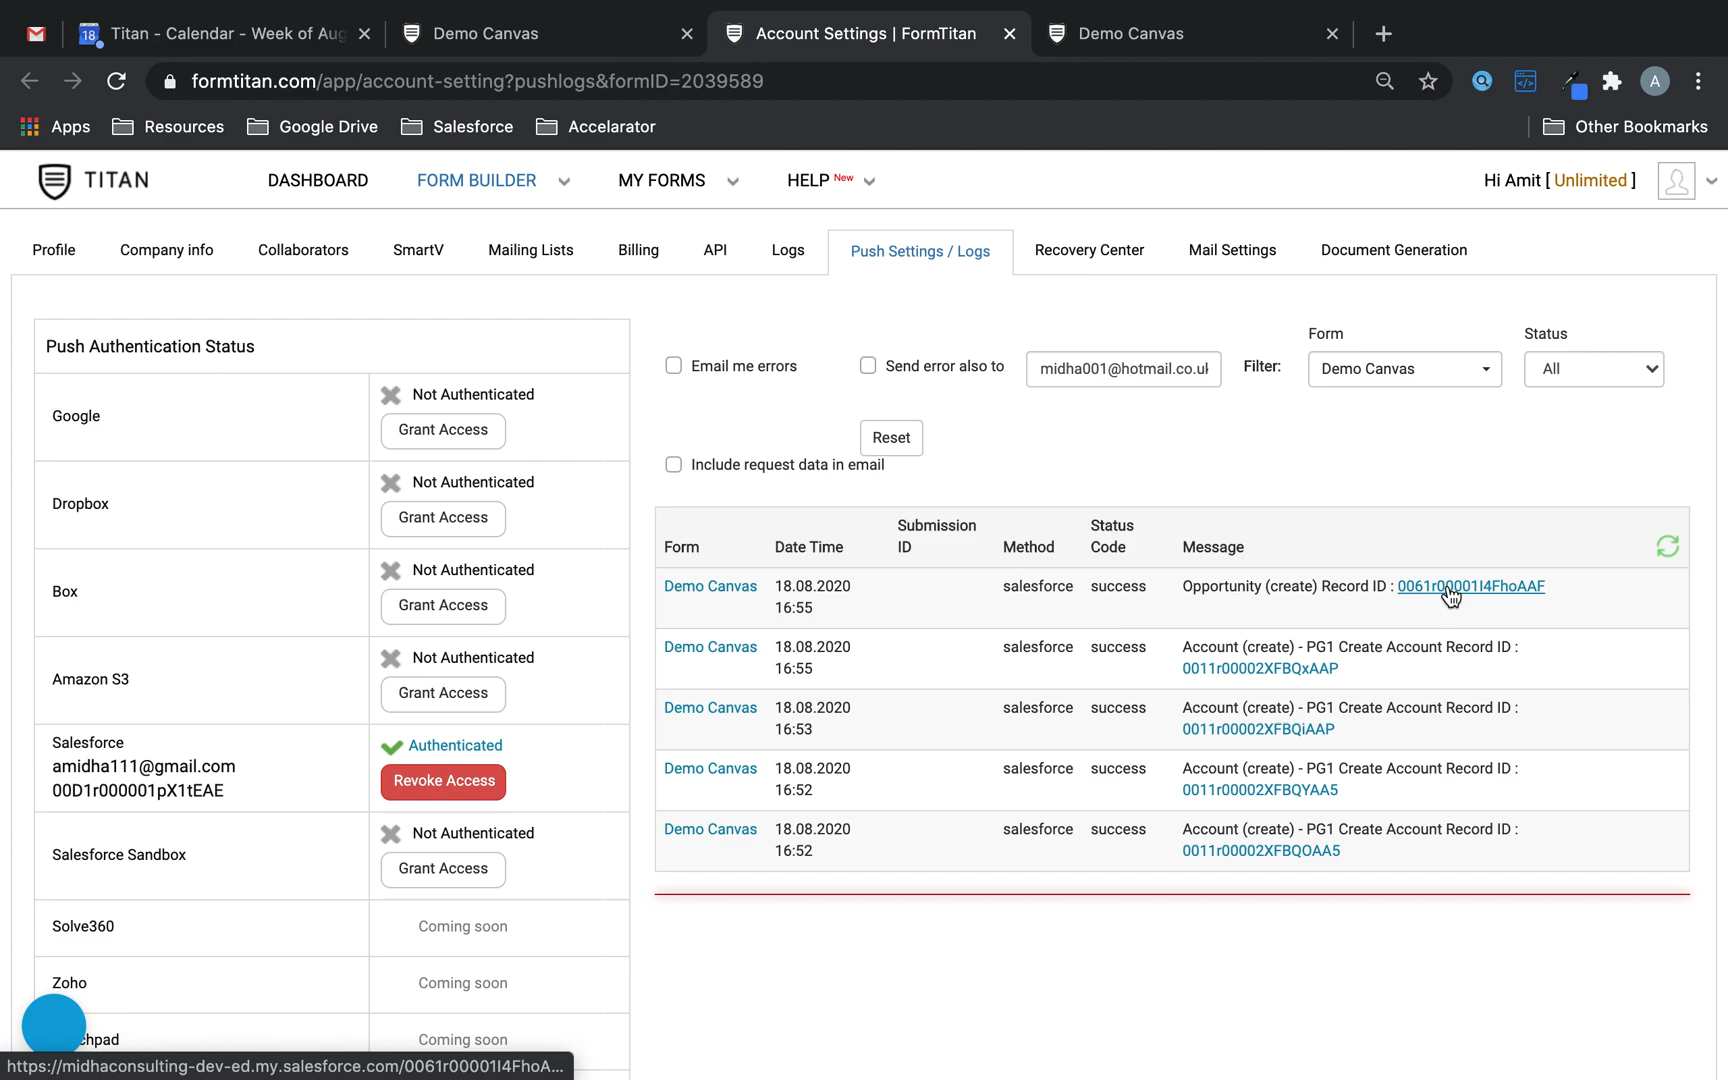 18 Titan - Calendar - Week of Aug
Demo Canvas
Account Settings | FormTitan
Demo Canvas
formtitan.com/app/account-setting?pushlogs&formID=2039589
A
Apps
Resources
Google Drive
Salesforce
Accelarator
Other Bookmarks
TITAN
DASHBOARD
FORM BUILDER
MY FORMS
HELP New
Hi Amit [ Unlimited ]
Profile
Company info
Collaborators
SmartV
Mailing Lists
Billing
API
Logs
Push Settings / Logs
Recovery Center
Mail Settings
Document Generation
Push Authentication Status
Google
Not Authenticated
Grant Access
Dropbox
Not Authenticated
Grant Access
Box
Not Authenticated
Grant Access
Amazon S3
Not Authenticated
Grant Access
Salesforce
amidha111@gmail.com
00D1r000001pX1tEAE
Authenticated
Revoke Access
Salesforce Sandbox
Not Authenticated
Grant Access
Solve360
Coming soon
Zoho
Coming soon
chpad
Coming soon
Email me errors
Send error also to
midha001@hotmail.co.uk
Filter:
Form
Demo Canvas
Status
All
Reset
Include request data in email
Form
Date Time
Submission ID
Method
Status Code
Message
Demo Canvas 18.08.2020 16:55 salesforce success Opportunity (create) Record ID : 0061r00001I4FhoAAF
Demo Canvas 18.08.2020 16:55 salesforce success Account (create) - PG1 Create Account Record ID : 0011r00002XFBQxAAP
Demo Canvas 18.08.2020 16:53 salesforce success Account (create) - PG1 Create Account Record ID : 0011r00002XFBQiAAP
Demo Canvas 18.08.2020 16:52 salesforce success Account (create) - PG1 Create Account Record ID : 0011r00002XFBQYAA5
Demo Canvas 18.08.2020 16:52 salesforce success Account (create) - PG1 Create Account Record ID : 0011r00002XFBQOAA5
https://midhaconsulting-dev-ed.my.salesforce.com/0061r00001I4FhoA...